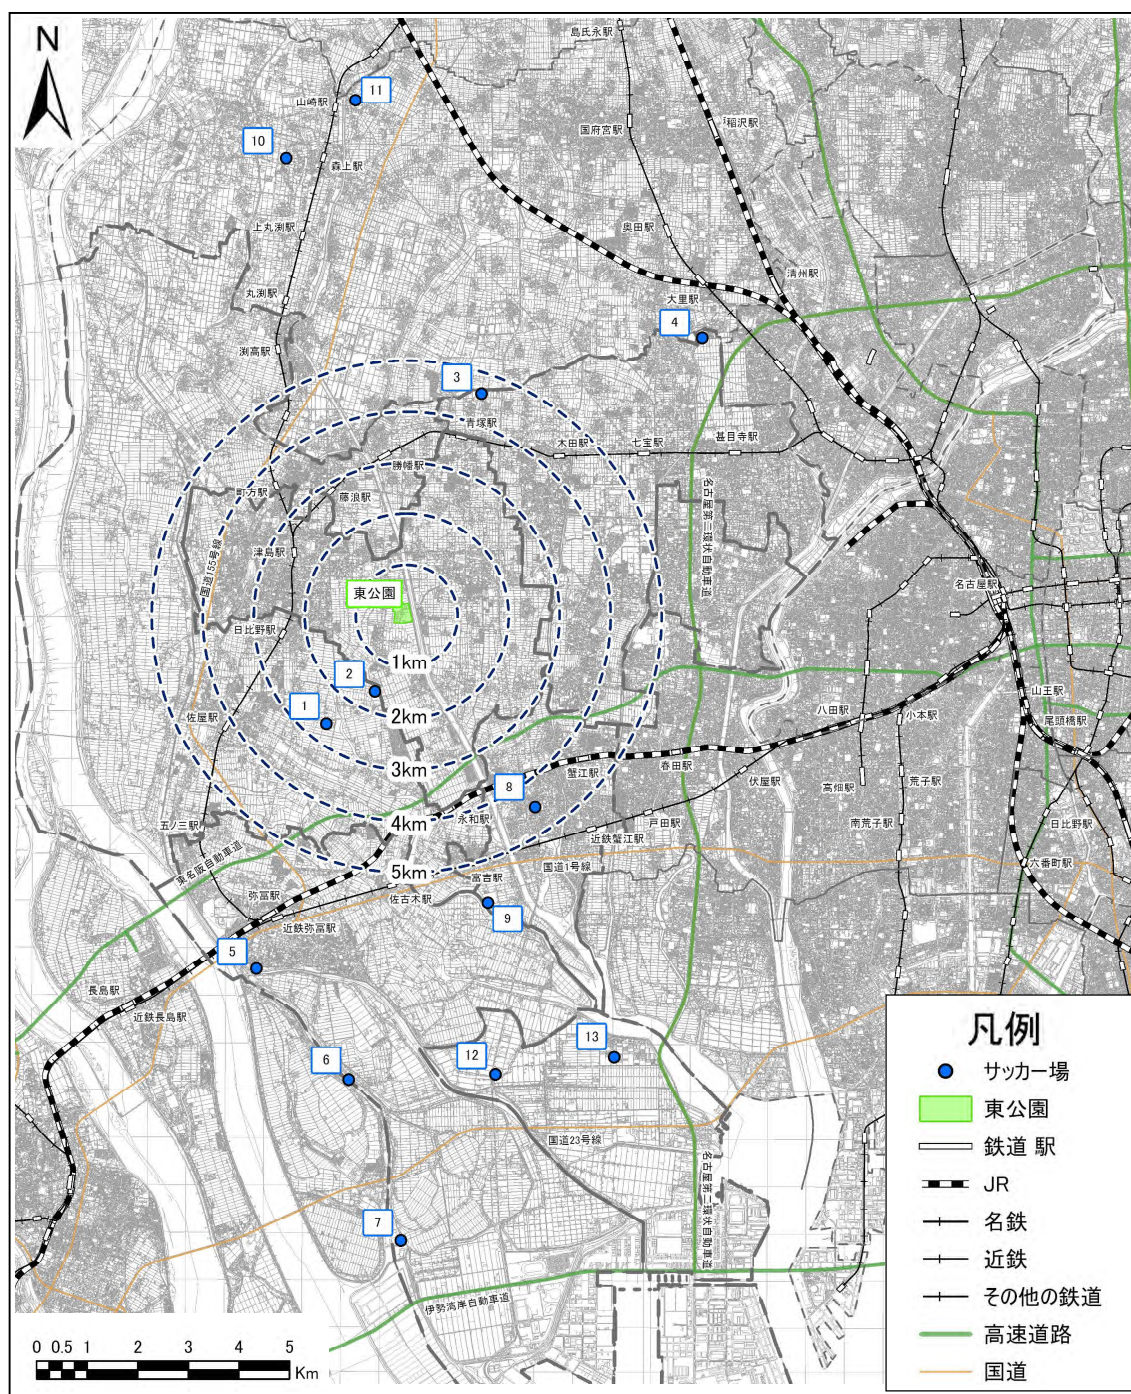 N
島氏永駅
山崎駅
11
国府宮駅
稲沢駅
10
森上駅
上丸渕駅
奥田駅
清州駅
丸渕駅
大里駅
4
渕高駅
3
青塚駅
木田駅
七宝駅
甚目寺駅
勝幡駅
町方駅
藤浪駅
名古屋第二環状自動車道
国道155号線
津島駅
名古屋駅
東公園
日比野駅
1km
2
山王駅
佐屋駅
1
2km
八田駅
小本駅
尾頭橋駅
3km
蟹江駅
春田駅
伏屋駅
高畑駅
荒子駅
8
五ノ三駅
4km
永和駅
戸田駅
南荒子駅
日比野駅
近鉄蟹江駅
東名阪自動車道
5km
富吉駅
国道1号線
六番町駅
弥冨駅
佐古木駅
9
近鉄弥冨駅
5
長島駅
近鉄長島駅
13
6
12
国道23号線
名古屋第二環状自動車道
7
伊勢湾岸自動車道
凡例
サッカー場
東公園
鉄道 駅
JR
名鉄
近鉄
その他の鉄道
高速道路
国道
0 0.5 1 2 3 4 5
Km